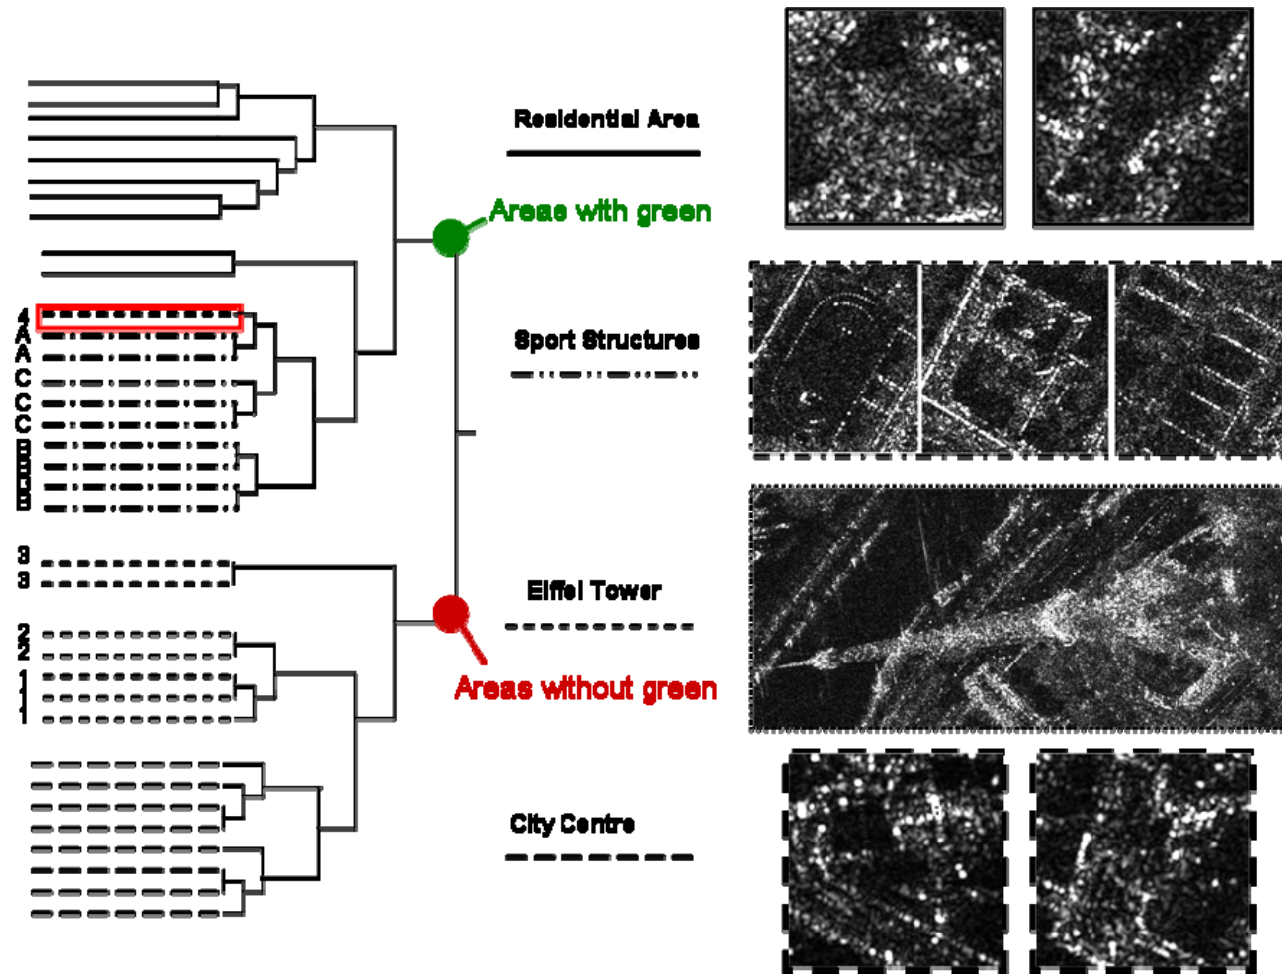 Residential Area
Areas with green
4
A
A
Sport Structures
C
C
C
B
B
B
B
3
3
Eiffel Tower
2
2
Areas without green
1
1
1
City Centre